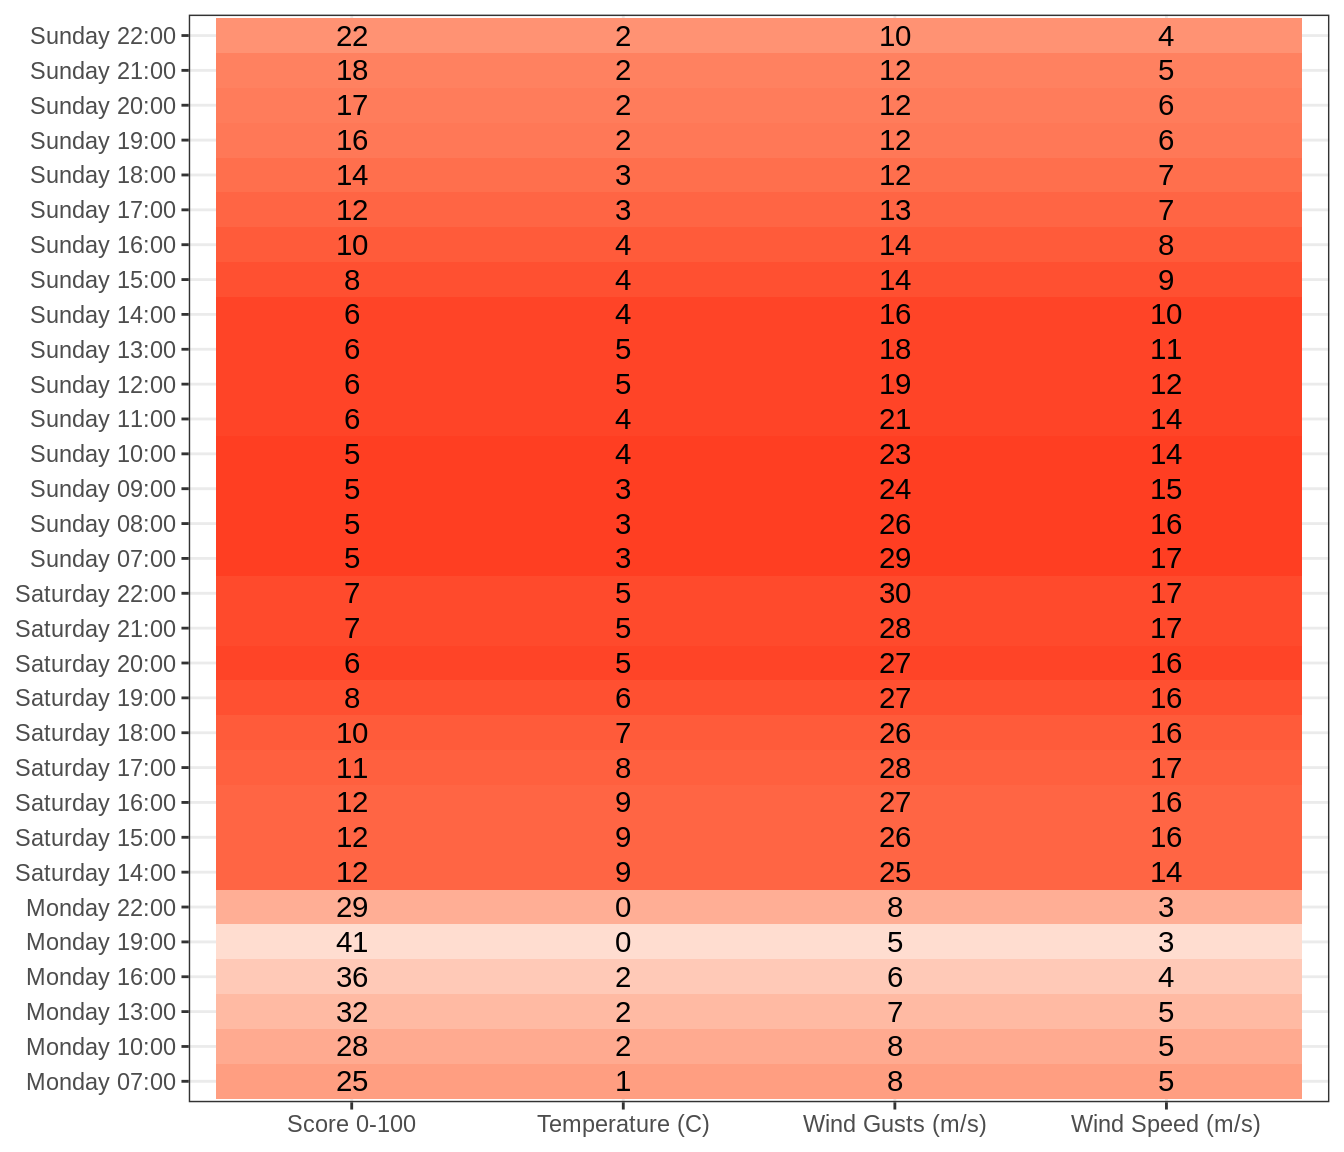 Sunday 22:00 22 2 10 4
Sunday 21:00 18 2 12 5
Sunday 20:00 17 2 12 6
Sunday 19:00 16 2 12 6
Sunday 18:00 14 3 12 7
Sunday 17:00 12 3 13 7
Sunday 16:00 10 4 14 8
Sunday 15:00 8 4 14 9
Sunday 14:00 6 4 16 10
Sunday 13:00 6 5 18 11
Sunday 12:00 6 5 19 12
Sunday 11:00 6 4 21 14
Sunday 10:00 5 4 23 14
Sunday 09:00 5 3 24 15
Sunday 08:00 5 3 26 16
Sunday 07:00 5 3 29 17
Saturday 22:00 7 5 30 17
Saturday 21:00 7 5 28 17
Saturday 20:00 6 5 27 16
Saturday 19:00 8 6 27 16
Saturday 18:00 10 7 26 16
Saturday 17:00 11 8 28 17
Saturday 16:00 12 9 27 16
Saturday 15:00 12 9 26 16
Saturday 14:00 12 9 25 14
Monday 22:00 29 0 8 3
Monday 19:00 41 0 5 3
Monday 16:00 36 2 6 4
Monday 13:00 32 2 7 5
Monday 10:00 28 2 8 5
Monday 07:00 25 1 8 5
Score 0-100 Temperature (C) Wind Gusts (m/s) Wind Speed (m/s)